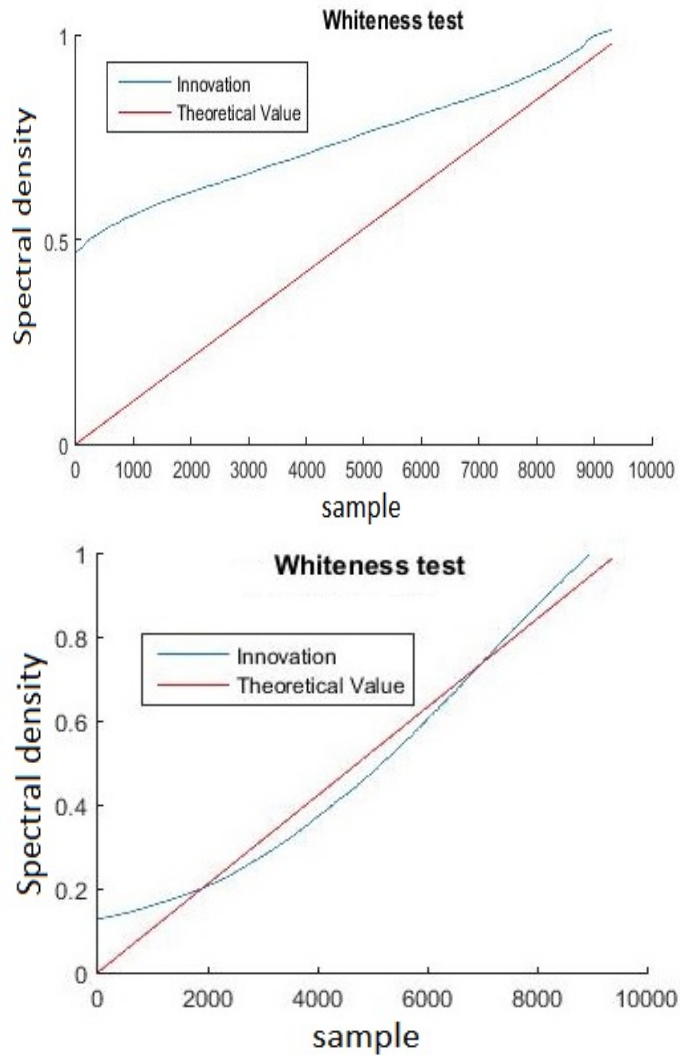 Whiteness test
1
Innovation
Theoretical Value
Spectral density
0.5
0
0 1000 2000 3000 4000 5000 6000 7000 8000 9000 10000
sample
Whiteness test
1
0.8
Innovation
Theoretical Value
Spectral density
0.6
0.4
0.2
0
0 2000 4000 6000 8000 10000
sample